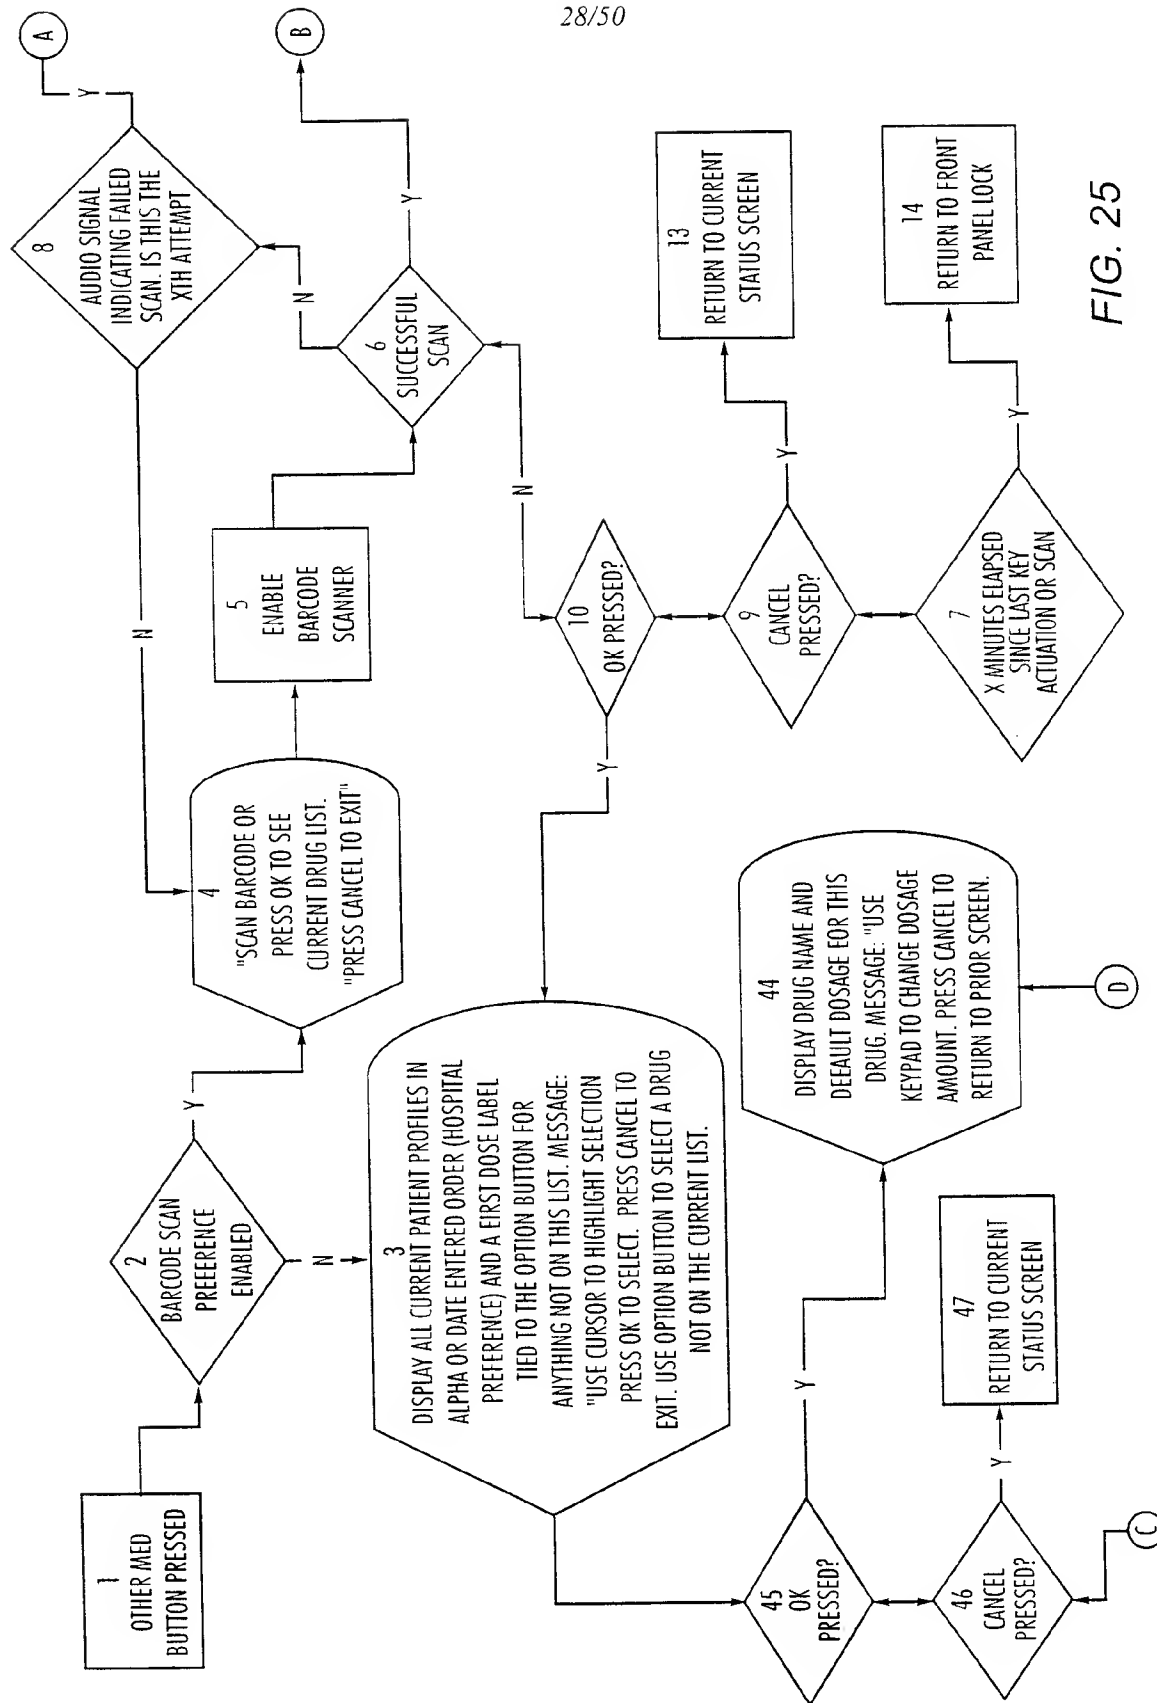 28/50
1
OTHER MED
BUTTON PRESSED
2
BARCODE SCAN
PREFERENCE
ENABLED
Y
N
4
"SCAN BARCODE OR
PRESS OK TO SEE
CURRENT DRUG LIST.
"PRESS CANCEL TO EXIT"
5
ENABLE
BARCODE
SCANNER
N
8
AUDIO SIGNAL
INDICATING FAILED
SCAN. IS THIS THE
XTH ATTEMPT
Y
A
6
SUCCESSFUL
SCAN
N
Y
B
3
DISPLAY ALL CURRENT PATIENT PROFILES IN
ALPHA OR DATE ENTERED ORDER (HOSPITAL
PREFERENCE) AND A FIRST DOSE LABEL
TIED TO THE OPTION BUTTON FOR
ANYTHING NOT ON THIS LIST. MESSAGE:
"USE CURSOR TO HIGHLIGHT SELECTION
PRESS OK TO SELECT. PRESS CANCEL TO
EXIT. USE OPTION BUTTON TO SELECT A DRUG
NOT ON THE CURRENT LIST.
Y
N
10
OK PRESSED?
9
CANCEL
PRESSED?
Y
13
RETURN TO CURRENT
STATUS SCREEN
7
X MINUTES ELAPSED
SINCE LAST KEY
ACTUATION OR SCAN
Y
14
RETURN TO FRONT
PANEL LOCK
45
OK
PRESSED?
Y
44
DISPLAY DRUG NAME AND
DEEAULT DOSAGE FOR THIS
DRUG. MESSAGE: "USE
KEYPAD TO CHANGE DOSAGE
AMOUNT. PRESS CANCEL TO
RETURN TO PRIOR SCREEN.
D
46
CANCEL
PRESSED?
Y
47
RETURN TO CURRENT
STATUS SCREEN
C
FIG. 25